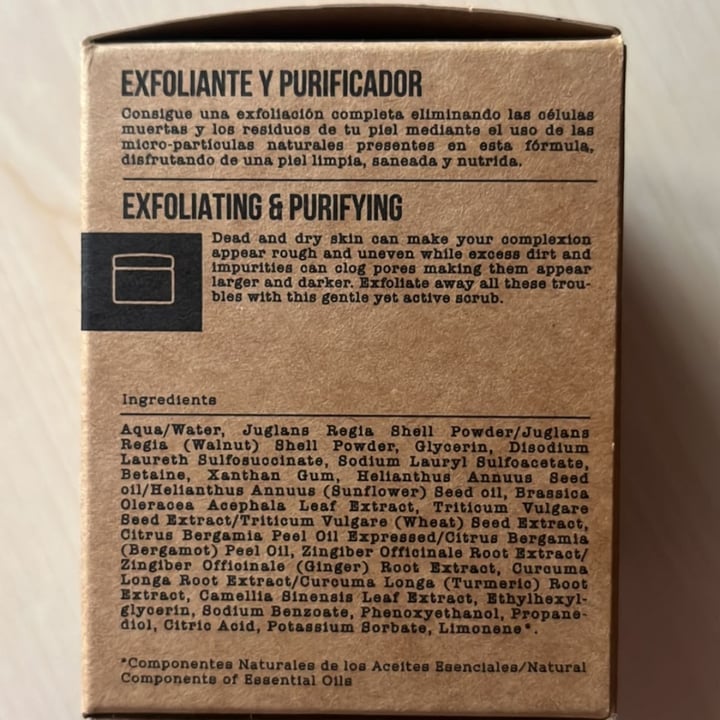 EXFOLIANTE Y PURIFICADOR
Consigue una exfoliación completa eliminando las células
muertas y los residuos de tu piel mediante el uso de las
micro-partículas naturales presentes en esta fórmula,
disfrutando de una piel limpia, saneada y nutrida.
EXFOLIATING & PURIFYING
Dead and dry skin can make your complexion
appear rough and uneven while excess dirt and
impurities can clog pores making them appear
larger and darker. Exfoliate away all these trou-
bles with this gentle yet active scrub.
Ingredients
Aqua/Water, Juglans Regia Shell Powder/Juglans
Regia (Walnut) Shell Powder, Glycerin, Disodium
Laureth Sulfosuccinate, Sodium Lauryl Sulfoacetate,
Betaine, Xanthan Gum, Helianthus Annuus Seed
oil/Helianthus Annuus (Sunflower) Seed oil, Brassica
Oleracea Acephala Leaf Extract, Triticum Vulgare
Seed Extract/Triticum Vulgare (Wheat) Seed Extract,
Citrus Bergamia Peel Oil Expressed/Citrus Bergamia
(Bergamot) Peel Oil, Zingiber Officinale Root Extract/
Zingiber Officinale (Ginger) Root Extract, Curcuma
Longa Root Extract/Curcuma Longa (Turmeric) Root
Extract, Camellia Sinensis Leaf Extract, Ethylhexyl-
glycerin, Sodium Benzoate, Phenoxyethanol, Propane-
diol, Citric Acid, Potassium Sorbate, Limonene*.
*Componentes Naturales de los Aceites Esenciales/Natural
Components of Essential Oils